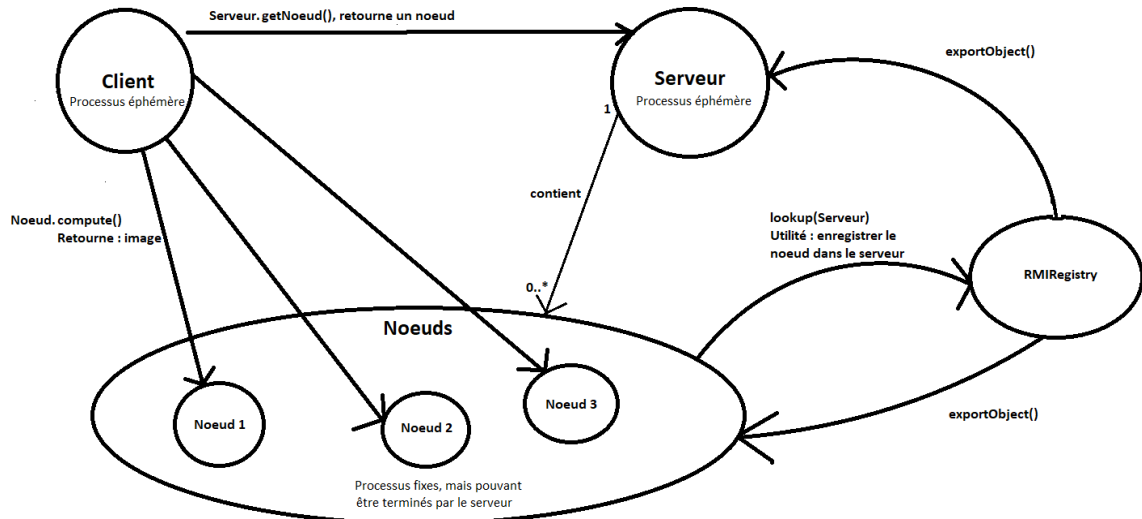 Serveur.getNoeud(), retourne un noeud
Client
Processus éphémère
Serveur
Processus éphémère
exportObject()
1
contient
Noeud.compute()
Retourne : image
lookup(Serveur)
Utilité : enregistrer le
noeud dans le serveur
RMIRegistry
0..*
Noeuds
Noeud 1
Noeud 2
Noeud 3
exportObject()
Processus fixes, mais pouvant
être terminés par le serveur